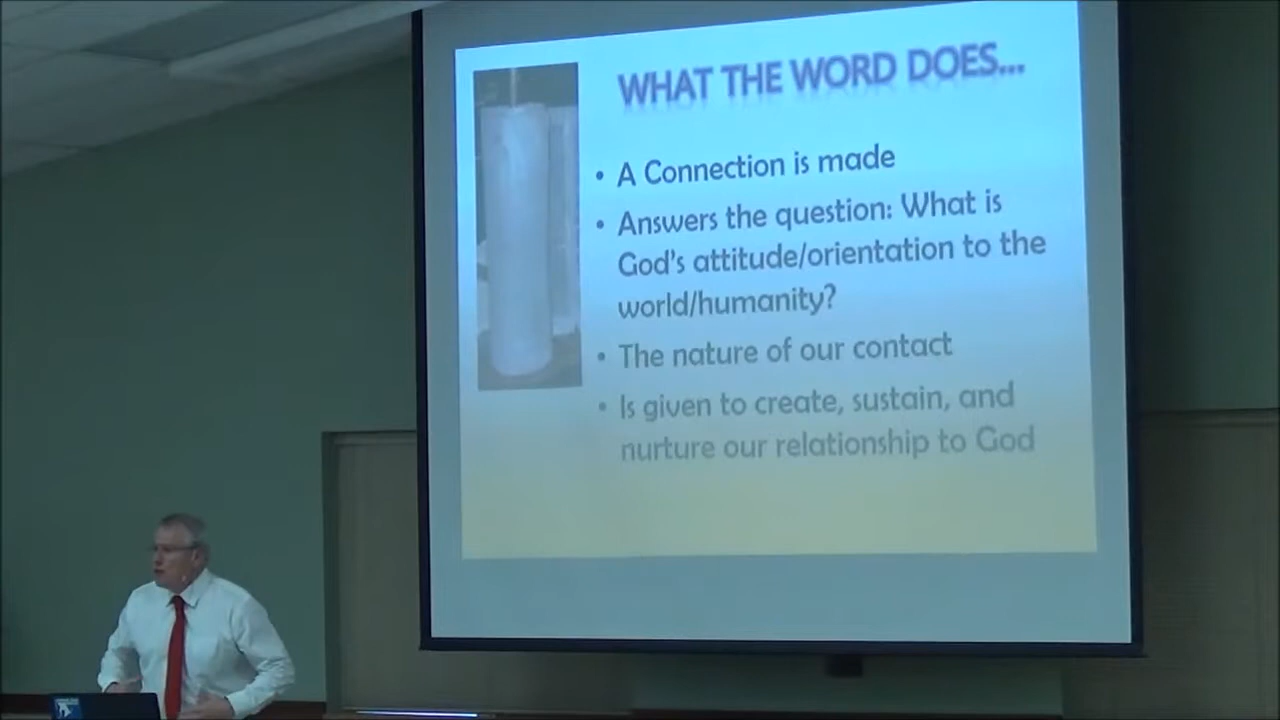 WHAT THE WORD DOES...
• A Connection is made
• Answers the question: What is
God's attitude/orientation to the
world/humanity?
• The nature of our contact
• Is given to create, sustain, and
nurture our relationship to God